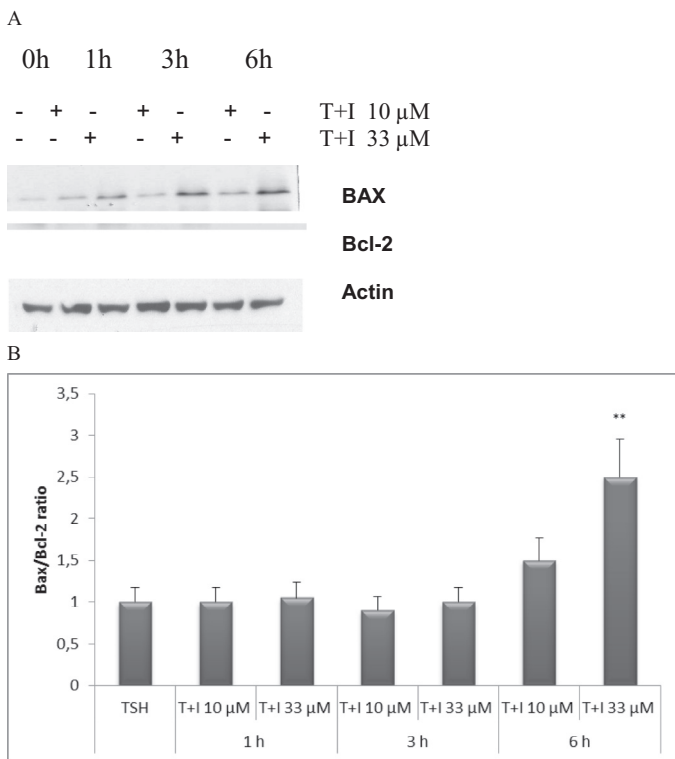 A
0h 1h 3h 6h
- + - + - + - T+I 10 µM
- - + - + - + T+I 33 µM
BAX
Bcl-2
Actin
B
3,5
3
2,5
2
1,5
1
0,5
0
Bax/Bcl-2 ratio
**
TSH T+I 10 µM T+I 33 µM T+I 10 µM T+I 33 µM T+I 10 µM T+I 33 µM
1 h 3 h 6 h